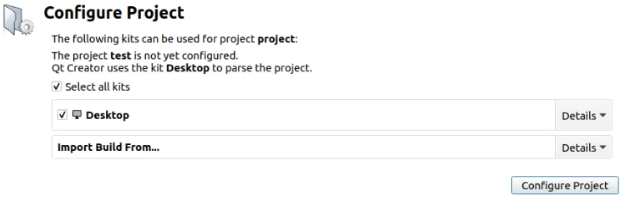 Configure Project
The following kits can be used for project project:
The project test is not yet configured.
Qt Creator uses the kit Desktop to parse the project.
Select all kits
Desktop Details
Import Build From... Details
Configure Project